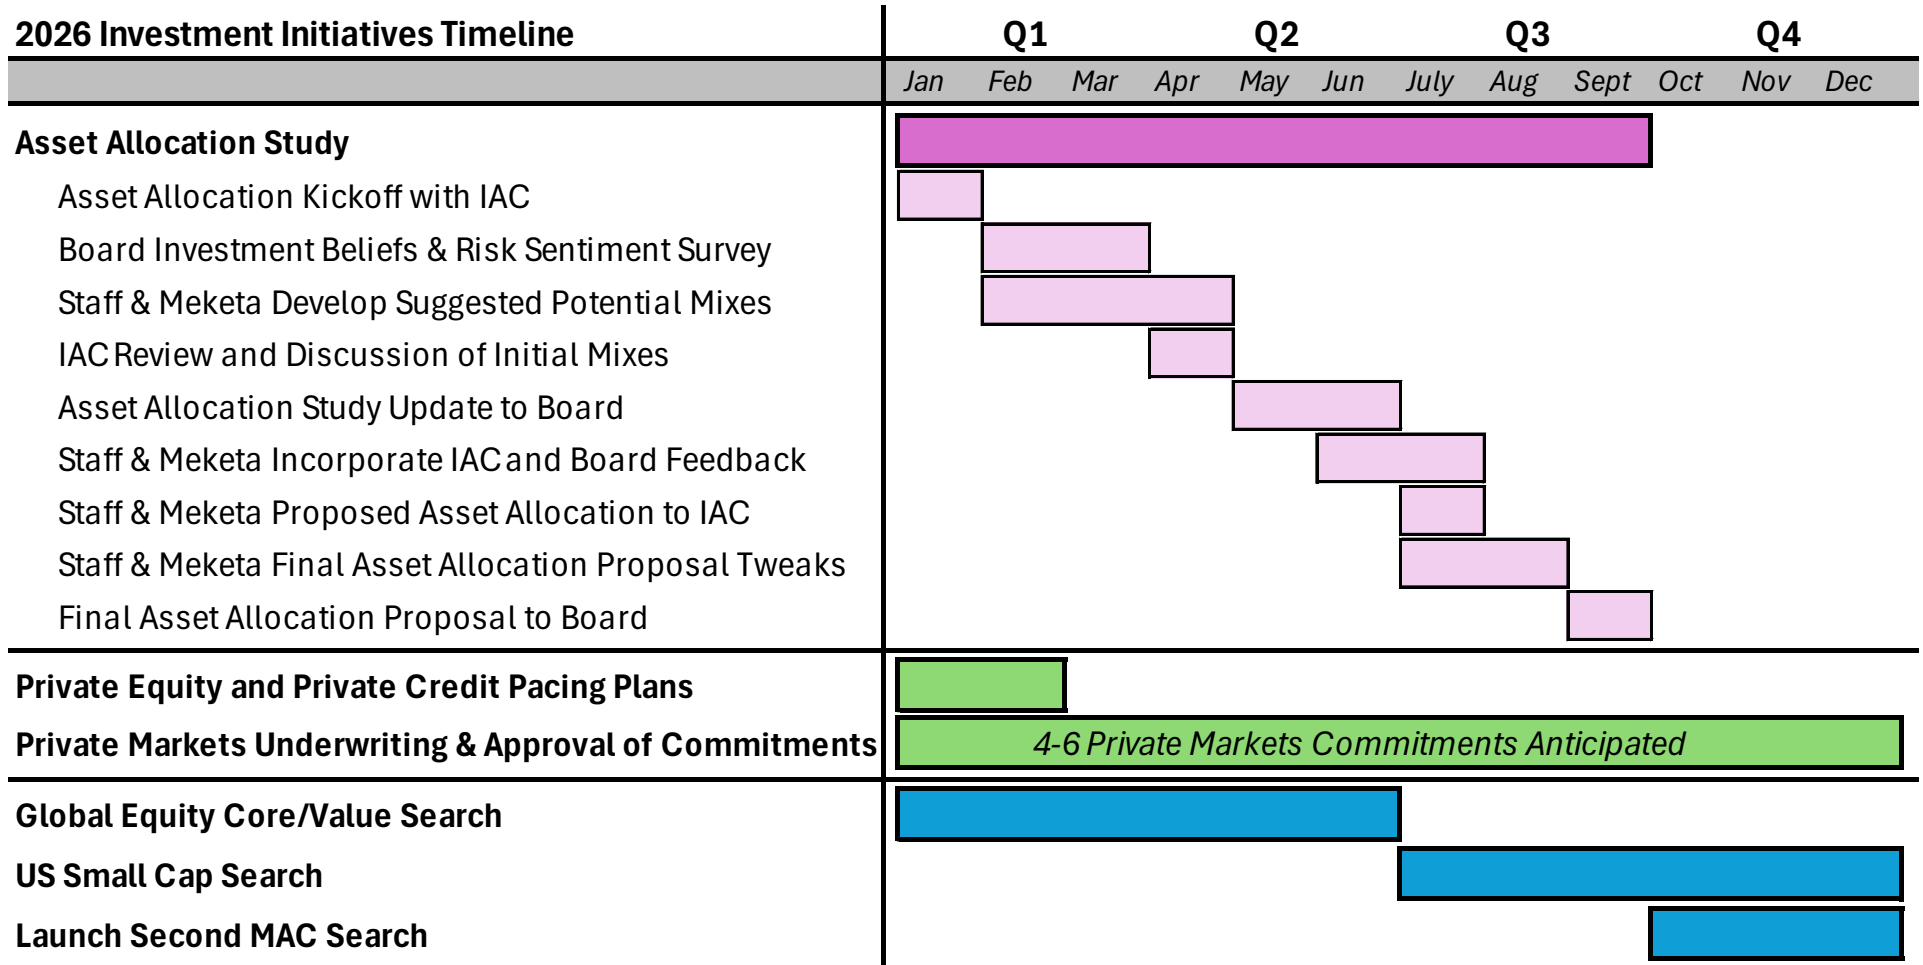 2026 Investment Initiatives Timeline Q1 Q2 Q3 Q4
Jan Feb Mar Apr May Jun July Aug Sept Oct Nov Dec
Asset Allocation Study
Asset Allocation Kickoff with IAC
Board Investment Beliefs & Risk Sentiment Survey
Staff & Meketa Develop Suggested Potential Mixes
IAC Review and Discussion of Initial Mixes
Asset Allocation Study Update to Board
Staff & Meketa Incorporate IAC and Board Feedback
Staff & Meketa Proposed Asset Allocation to IAC
Staff & Meketa Final Asset Allocation Proposal Tweaks
Final Asset Allocation Proposal to Board
Private Equity and Private Credit Pacing Plans
Private Markets Underwriting & Approval of Commitments 4-6 Private Markets Commitments Anticipated
Global Equity Core/Value Search
US Small Cap Search
Launch Second MAC Search